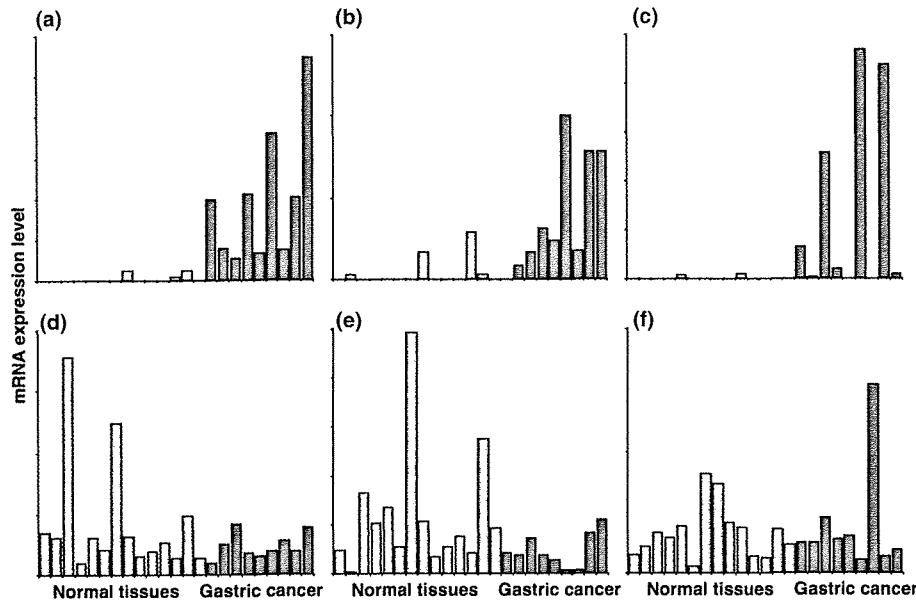 (a)
(b)
(c)
mRNA expression level
(d)
(e)
(f)
Normal tissues Gastric cancer
Normal tissues Gastric cancer
Normal tissues Gastric cancer